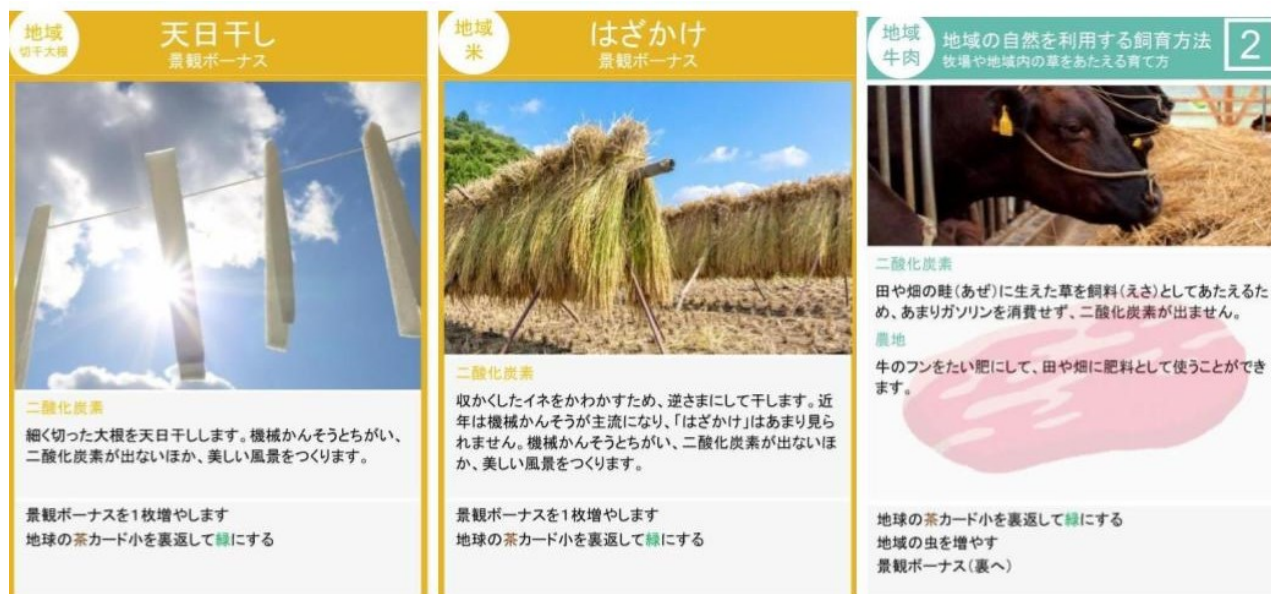 地域
切干大根
天日干し
景観ボーナス
二酸化炭素
細く切った大根を天日干しします。機械かんそうとちがい、
二酸化炭素が出ないほか、美しい風景をつくります。
景観ボーナスを1枚増やします
地球の茶カード小を裏返して緑にする
地域
米
はざかけ
景観ボーナス
二酸化炭素
収かくしたイネをかわかすため、逆さまにして干します。近
年は機械かんそうが主流になり、「はざかけ」はあまり見ら
れません。機械かんそうとちがい、二酸化炭素が出ないほ
か、美しい風景をつくります。
景観ボーナスを1枚増やします
地球の茶カード小を裏返して緑にする
地域
牛肉
地域の自然を利用する飼育方法
牧場や地域内の草をあたえる育て方
2
二酸化炭素
田や畑の畦(あぜ)に生えた草を飼料(えさ)としてあたえるた
め、あまりガソリンを消費せず、二酸化炭素が出ません。
農地
牛のフンをたい肥にして、田や畑に肥料として使うことができ
ます。
地球の茶カード小を裏返して緑にする
地域の虫を増やす
景観ボーナス(裏へ)